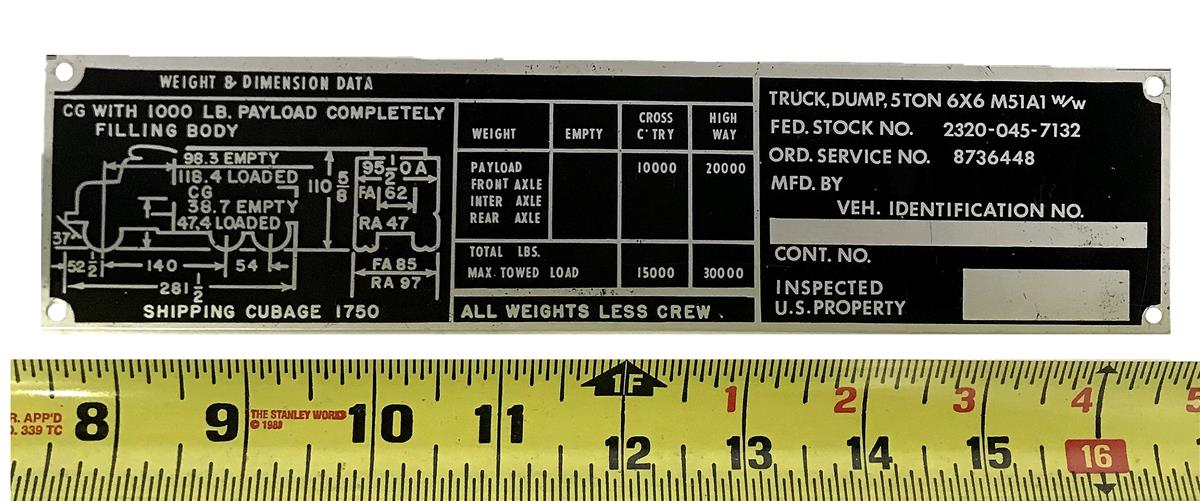 WEIGHT & DIMENSION DATA
CG WITH 1000 LB. PAYLOAD COMPLETELY
FILLING BODY
98.3 EMPTY
118.4 LOADED
CG
38.7 EMPTY
47.4 LOADED
37°
110 5/8
95 1/2 OA
FA 62
RA 47
52 1/2
140
54
281 1/2
FA 85
RA 97
SHIPPING CUBAGE 1750
WEIGHT EMPTY CROSS C'TRY HIGH WAY
PAYLOAD 10000 20000
FRONT AXLE
INTER AXLE
REAR AXLE
TOTAL LBS.
MAX. TOWED LOAD 15000 30000
ALL WEIGHTS LESS CREW.
TRUCK, DUMP, 5 TON 6X6 M51A1 W/W
FED. STOCK NO. 2320-045-7132
ORD. SERVICE NO. 8736448
MFD. BY
VEH. IDENTIFICATION NO.
CONT. NO.
INSPECTED
U.S. PROPERTY
1F 1 2 3 4 5
R. APP'D
. 339 TC
THE STANLEY WORKS
© 1989
8 9 10 11 12 13 14 15 16